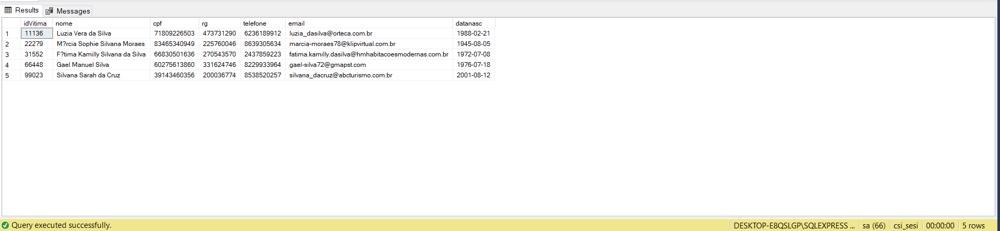 Results Messages
idVitima nome cpf rg telefone email datanasc
1 11136 Luzia Vera da Silva 71809226503 473731290 6236189912 luzia_dasilva@orteca.com.br 1988-02-21
2 22279 M?rcia Sophie Silvana Moraes 83465340949 225760046 8639305634 marcia-moraes78@klipvirtual.com.br 1945-08-05
3 31552 F?tima Kamilly Silvana da Silva 66830501636 270543570 2437859223 fatima.kamilly.dasilva@hmhabitacoesmodernas.com.br 1972-07-08
4 66448 Gael Manuel Silva 60275613860 331624746 8229933964 gael-silva72@gmapst.com 1976-07-18
5 99023 Silvana Sarah da Cruz 39143460356 200036774 8538520257 silvana_dacruz@abcturismo.com.br 2001-08-12
Query executed successfully. DESKTOP-E8QSLGP\SQLEXPRESS ... sa (66) csi_sesi 00:00:00 5 rows